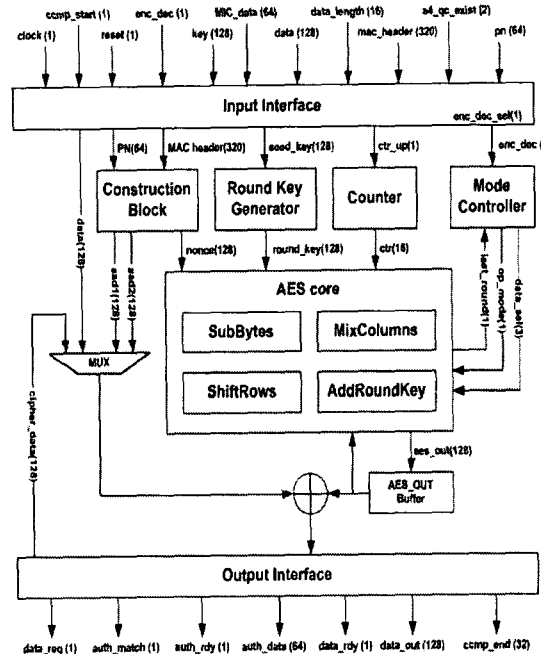 ccmp_start (1) enc_dec (1) MIC_data (64) data_length (16) a4_qc_exist [2)
clock(1) reset (1) key (128) data (128) mac_header(320) pn (64)
Input Interface
enc_dec_sel(1)
PN(64) MAC header(320) seed_key(128) ctr_up(1) enc_dec (
Construction Block
Round Key Generator
Counter
Mode Controller
data(128)
aad1(128)
aad2(128)
nonce(128) round_key(128) ctr(16)
last_round(1)
op_mode(1)
data_sel(3)
AES core
SubBytes MixColumns
ShiftRows AddRoundKey
MUX
cipher_data(128)
aes_out(128)
AES_OUT Buffer
Output Interface
data_req (1) auth_match (1) auth_rdy (1) auth_data (64) data_rdy (1) data_out (128) ccmp_end (32)